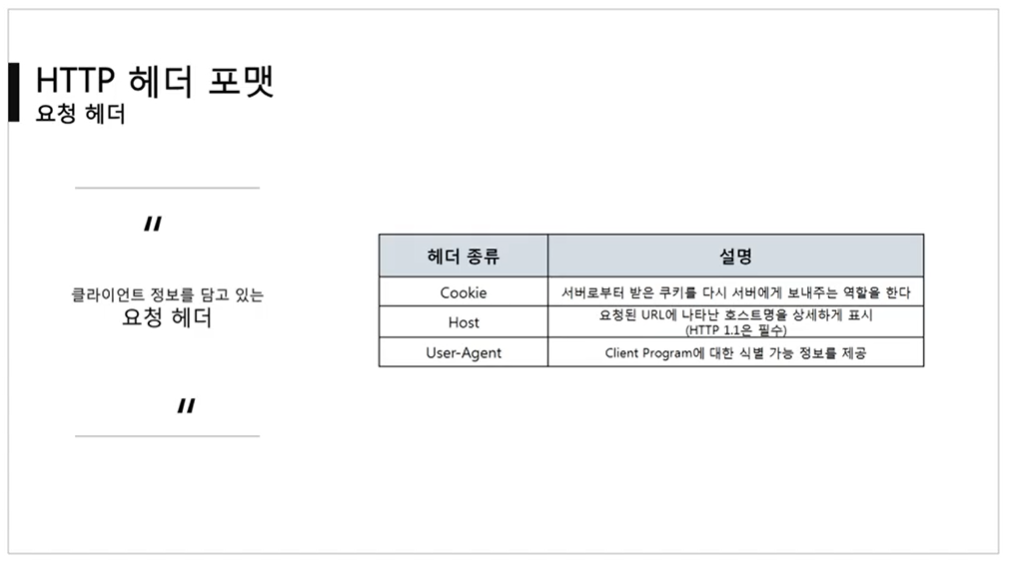 HTTP 헤더 포맷
요청 헤더
"
클라이언트 정보를 담고 있는
요청 헤더
"
헤더 종류 설명
Cookie 서버로부터 받은 쿠키를 다시 서버에게 보내주는 역할을 한다
Host 요청된 URL에 나타난 호스트명을 상세하게 표시
(HTTP 1.1은 필수)
User-Agent Client Program에 대한 식별 가능 정보를 제공